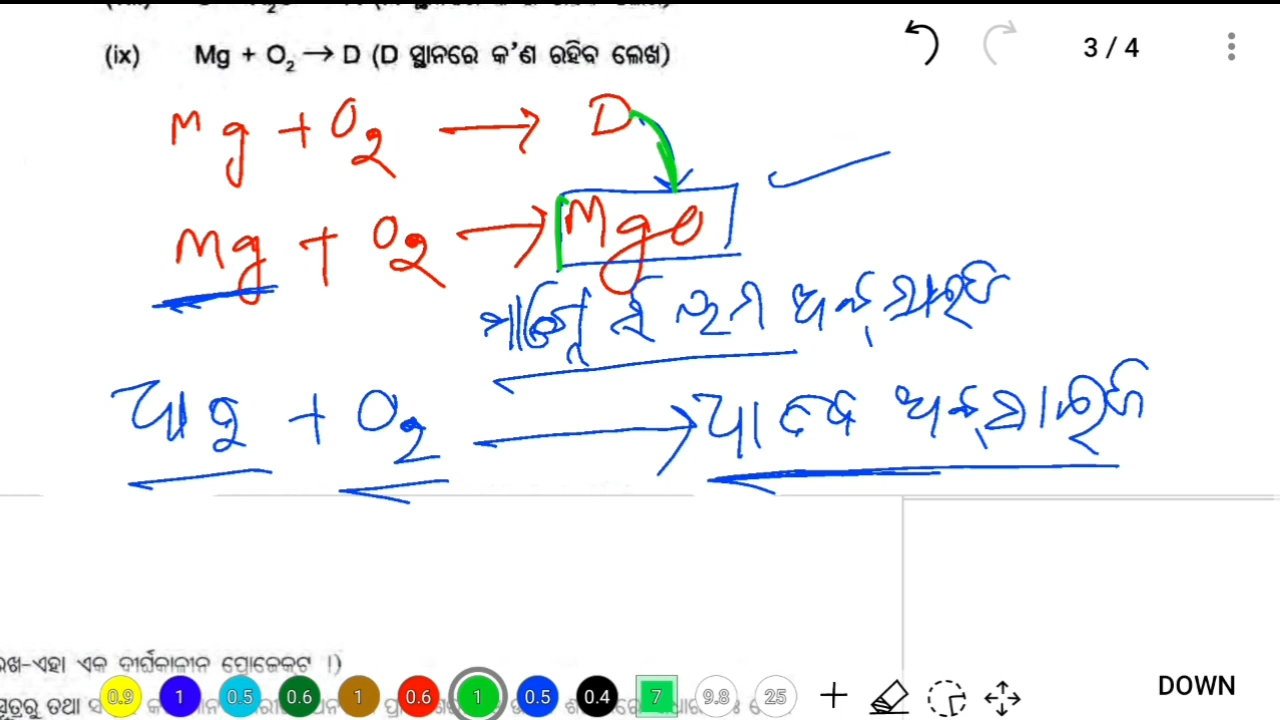 (ix) Mg + O₂ → D (D ସ୍ଥାନରେ କ'ଣ ରହିବ ଲେଖ)
3 / 4
Mg + O₂ → D
Mg + O₂ → MgO
ମ୍ୟାଗ୍ନେସିୟମ ଅକ୍ସାଇଡ
ଧାତୁ + O₂ → ଧାତବ ଅକ୍ସାଇଡ
ଏହା ଏକ ଦୀର୍ଘକାଳୀନ ପ୍ରୋଜେକ୍ଟ ।)
0.9 1 0.5 0.6 1 0.6 1 0.5 0.4 7 9.8 25
DOWN